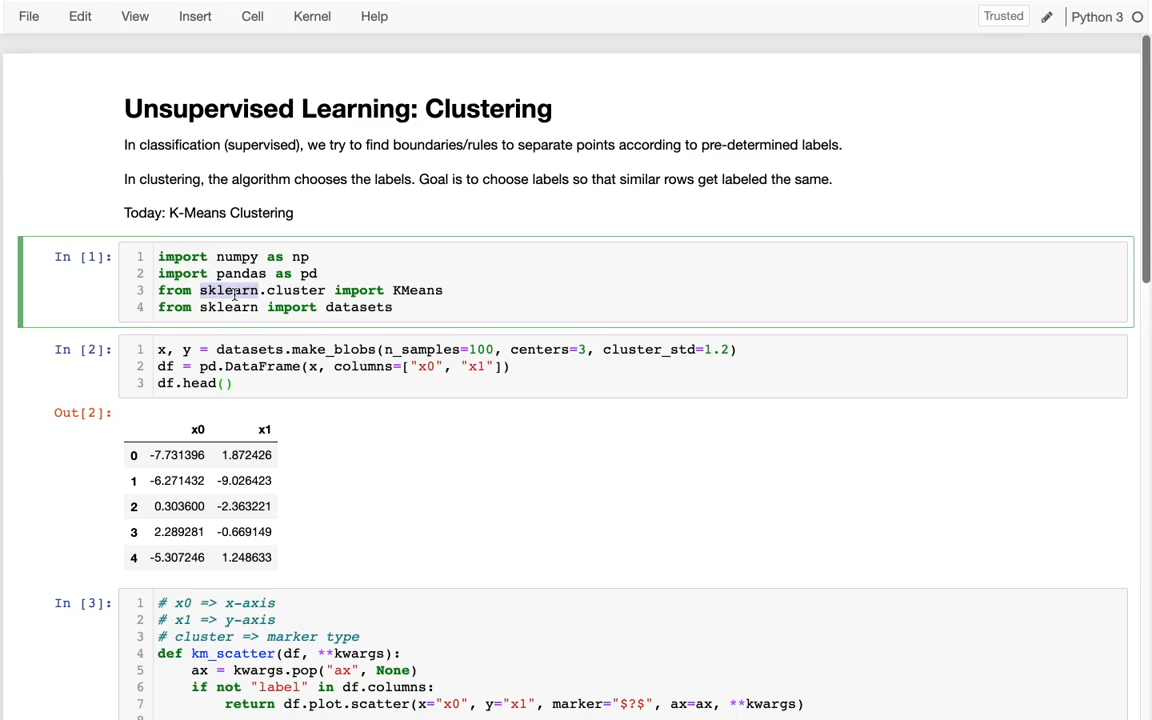 File Edit View Insert Cell Kernel Help Trusted Python 3
Unsupervised Learning: Clustering
In classification (supervised), we try to find boundaries/rules to separate points according to pre-determined labels.
In clustering, the algorithm chooses the labels. Goal is to choose labels so that similar rows get labeled the same.
Today: K-Means Clustering
In [1]: 1 import numpy as np
2 import pandas as pd
3 from sklearn.cluster import KMeans
4 from sklearn import datasets
In [2]: 1 x, y = datasets.make_blobs(n_samples=100, centers=3, cluster_std=1.2)
2 df = pd.DataFrame(x, columns=["x0", "x1"])
3 df.head()
Out[2]:
x0 x1
0 -7.731396 1.872426
1 -6.271432 -9.026423
2 0.303600 -2.363221
3 2.289281 -0.669149
4 -5.307246 1.248633
In [3]: 1 # x0 => x-axis
2 # x1 => y-axis
3 # cluster => marker type
4 def km_scatter(df, **kwargs):
5 ax = kwargs.pop("ax", None)
6 if not "label" in df.columns:
7 return df.plot.scatter(x="x0", y="x1", marker="$?$", ax=ax, **kwargs)
8